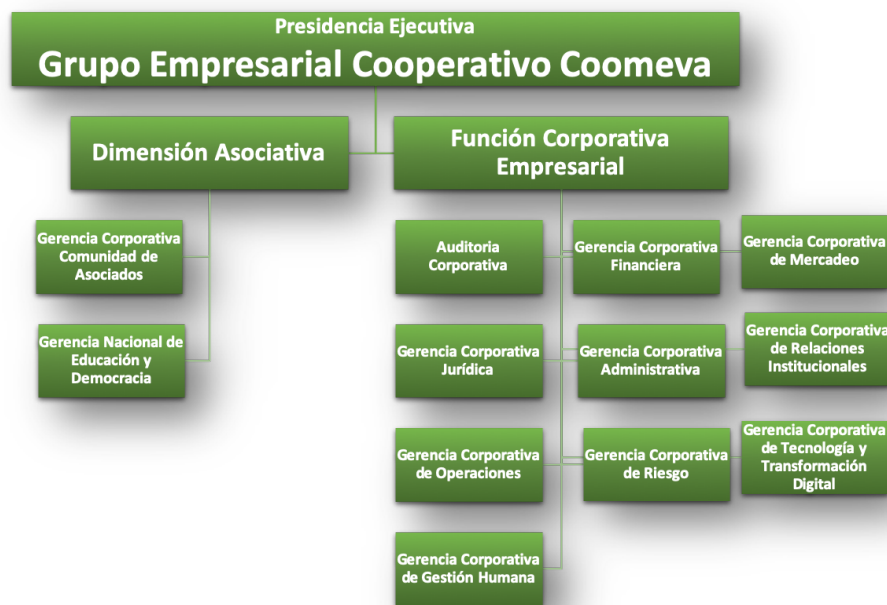 Presidencia Ejecutiva
Grupo Empresarial Cooperativo Coomeva
Dimensión Asociativa
Función Corporativa
Empresarial
Gerencia Corporativa
Comunidad de
Asociados
Gerencia Nacional de
Educación y
Democracia
Auditoria
Corporativa
Gerencia Corporativa
Financiera
Gerencia Corporativa
de Mercadeo
Gerencia Corporativa
Jurídica
Gerencia Corporativa
Administrativa
Gerencia Corporativa
de Relaciones
Institucionales
Gerencia Corporativa
de Operaciones
Gerencia Corporativa
de Riesgo
Gerencia Corporativa
de Tecnología y
Transformación
Digital
Gerencia Corporativa
de Gestión Humana